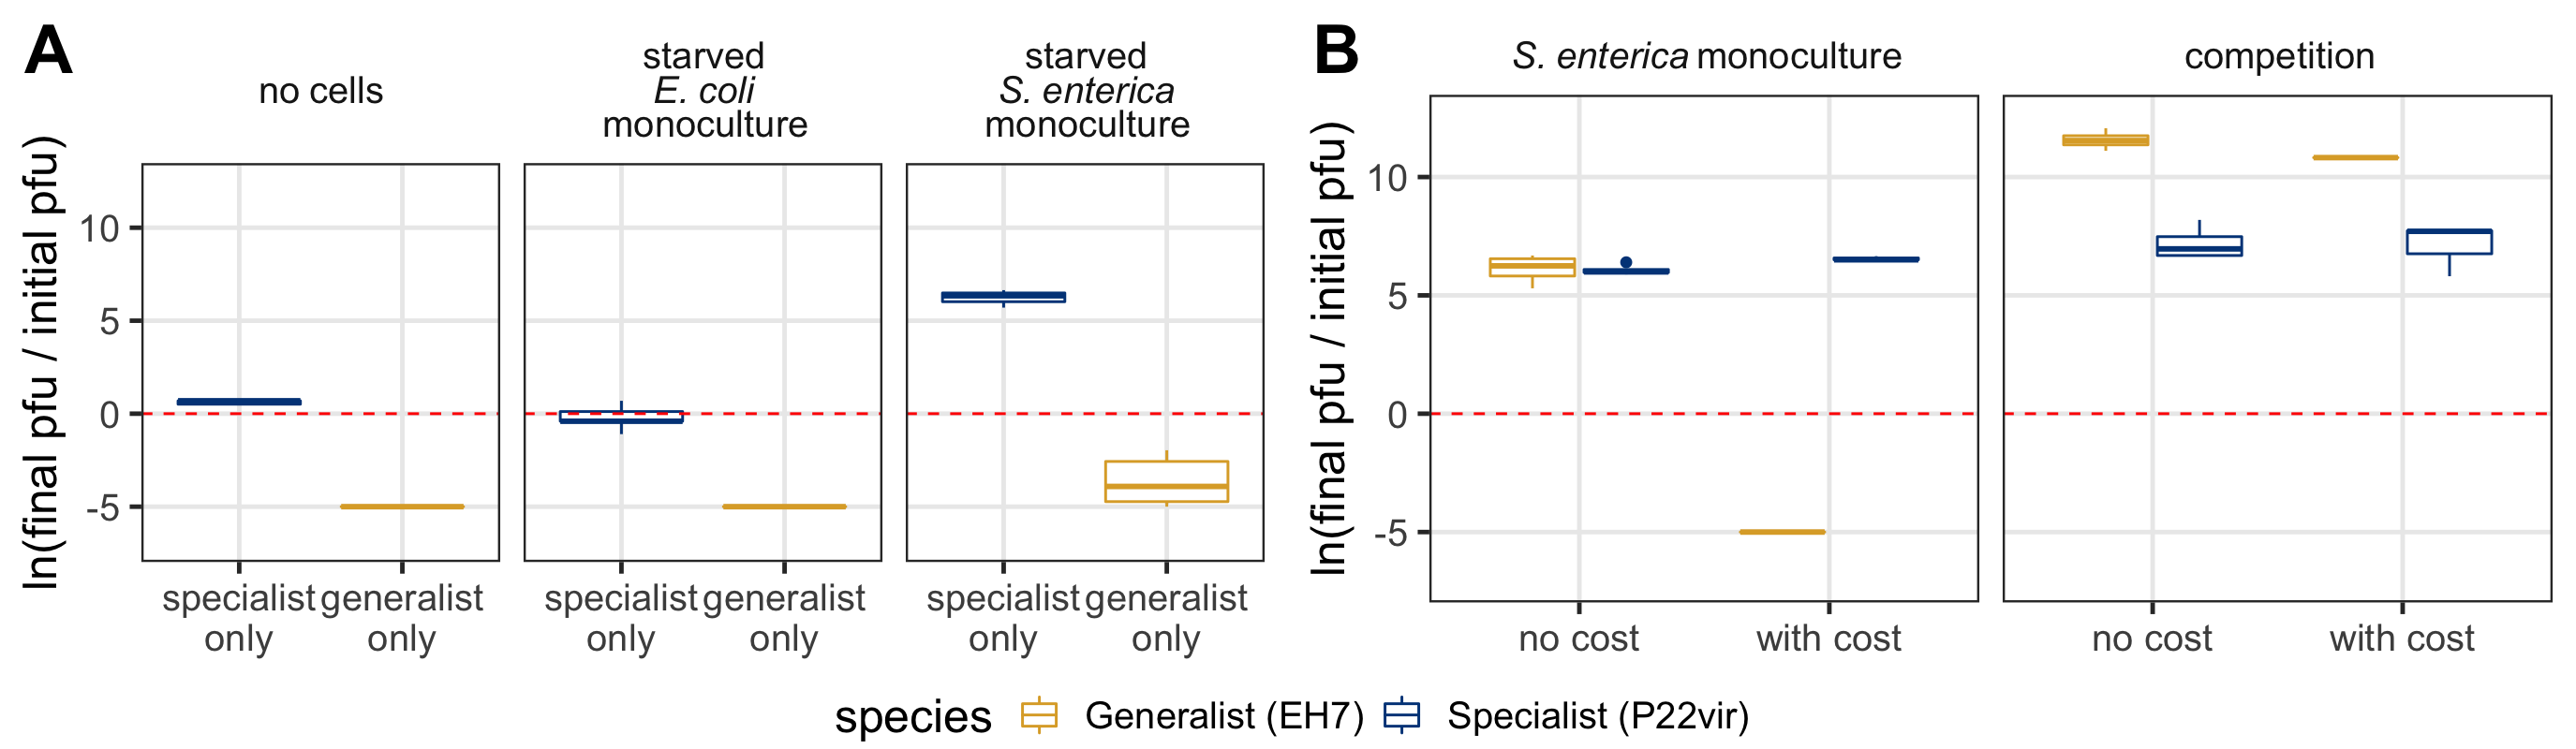 A
no cells
starved
E. coli
monoculture
starved
S. enterica
monoculture
ln(final pfu / initial pfu)
10
5
0
-5
specialist
only
generalist
only
specialist
only
generalist
only
specialist
only
generalist
only
B
S. enterica monoculture
competition
ln(final pfu / initial pfu)
10
5
0
-5
no cost
with cost
no cost
with cost
species
Generalist (EH7)
Specialist (P22vir)